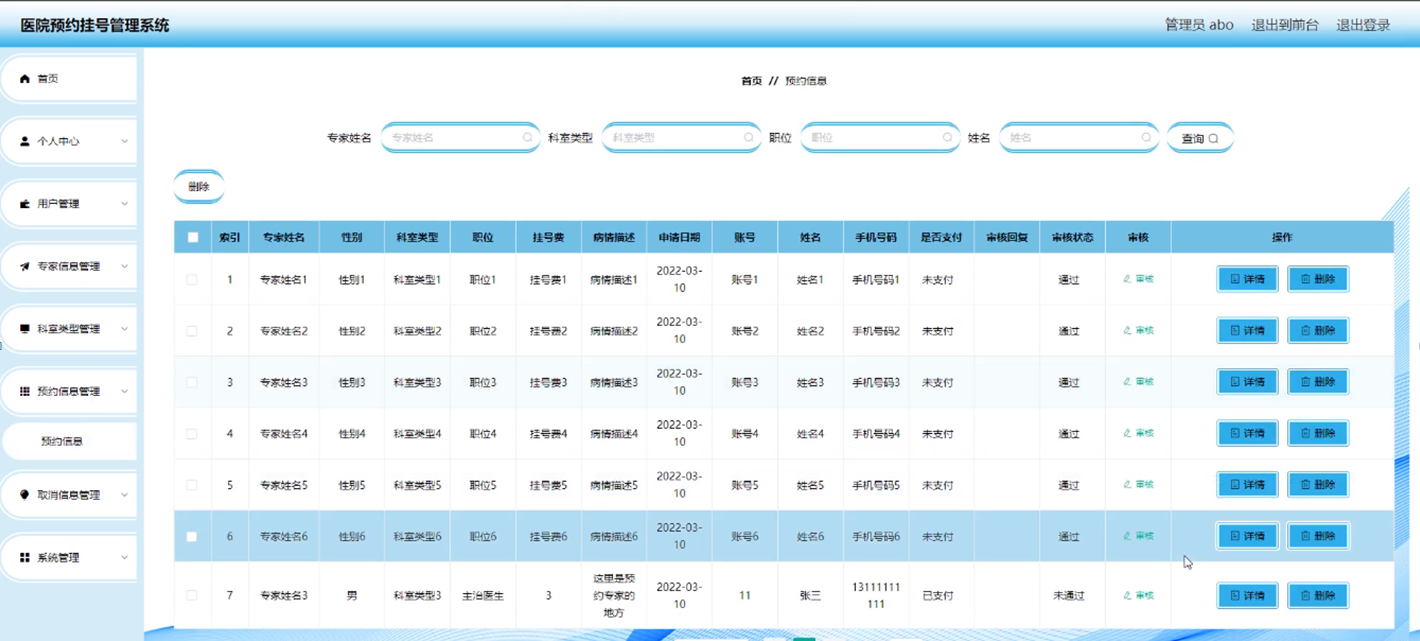 医院预约挂号管理系统 管理员 abo 退出到前台 退出登录
首页
个人中心
用户管理
专家信息管理
科室类型管理
预约信息管理
预约信息
取消信息管理
系统管理
首页 // 预约信息
专家姓名 专家姓名 科室类型 科室类型 职位 职位 姓名 姓名 查询
删除
索引 专家姓名 性别 科室类型 职位 挂号费 病情描述 申请日期 账号 姓名 手机号码 是否支付 审核回复 审核状态 审核 操作
1 专家姓名1 性别1 科室类型1 职位1 挂号费1 病情描述1 2022-03-10 账号1 姓名1 手机号码1 未支付 通过 审核 详情 删除
2 专家姓名2 性别2 科室类型2 职位2 挂号费2 病情描述2 2022-03-10 账号2 姓名2 手机号码2 未支付 通过 审核 详情 删除
3 专家姓名3 性别3 科室类型3 职位3 挂号费3 病情描述3 2022-03-10 账号3 姓名3 手机号码3 未支付 通过 审核 详情 删除
4 专家姓名4 性别4 科室类型4 职位4 挂号费4 病情描述4 2022-03-10 账号4 姓名4 手机号码4 未支付 通过 审核 详情 删除
5 专家姓名5 性别5 科室类型5 职位5 挂号费5 病情描述5 2022-03-10 账号5 姓名5 手机号码5 未支付 通过 审核 详情 删除
6 专家姓名6 性别6 科室类型6 职位6 挂号费6 病情描述6 2022-03-10 账号6 姓名6 手机号码6 未支付 通过 审核 详情 删除
7 专家姓名3 男 科室类型3 主治医生 3 这里是预约专家的地方 2022-03-10 11 张三 13111111111 已支付 未通过 审核 详情 删除